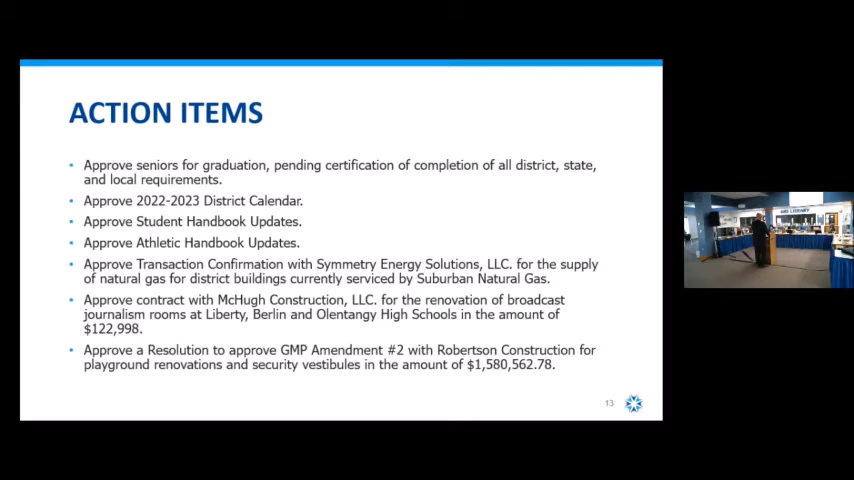 ACTION ITEMS
• Approve seniors for graduation, pending certification of completion of all district, state,
and local requirements.
• Approve 2022-2023 District Calendar.
• Approve Student Handbook Updates.
• Approve Athletic Handbook Updates.
• Approve Transaction Confirmation with Symmetry Energy Solutions, LLC. for the supply
of natural gas for district buildings currently serviced by Suburban Natural Gas.
• Approve contract with McHugh Construction, LLC. for the renovation of broadcast
journalism rooms at Liberty, Berlin and Olentangy High Schools in the amount of
$122,998.
• Approve a Resolution to approve GMP Amendment #2 with Robertson Construction for
playground renovations and security vestibules in the amount of $1,580,562.78.
13
LIBRARY